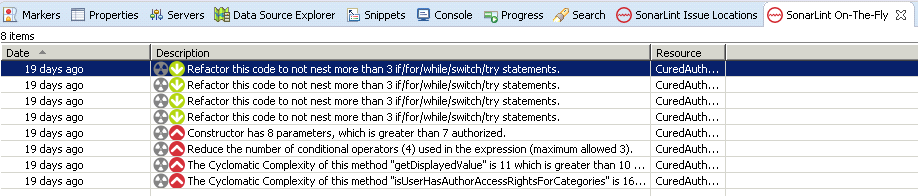 Markers Properties Servers Data Source Explorer Snippets Console Progress Search SonarLint Issue Locations SonarLint On-The-Fly
8 items
Date Description Resource
19 days ago Refactor this code to not nest more than 3 if/for/while/switch/try statements. CuredAuth...
19 days ago Refactor this code to not nest more than 3 if/for/while/switch/try statements. CuredAuth...
19 days ago Refactor this code to not nest more than 3 if/for/while/switch/try statements. CuredAuth...
19 days ago Refactor this code to not nest more than 3 if/for/while/switch/try statements. CuredAuth...
19 days ago Constructor has 8 parameters, which is greater than 7 authorized. CuredAuth...
19 days ago Reduce the number of conditional operators (4) used in the expression (maximum allowed 3). CuredAuth...
19 days ago The Cyclomatic Complexity of this method "getDisplayedValue" is 11 which is greater than 10 ... CuredAuth...
19 days ago The Cyclomatic Complexity of this method "isUserHasAuthorAccessRightsForCategories" is 16... CuredAuth...